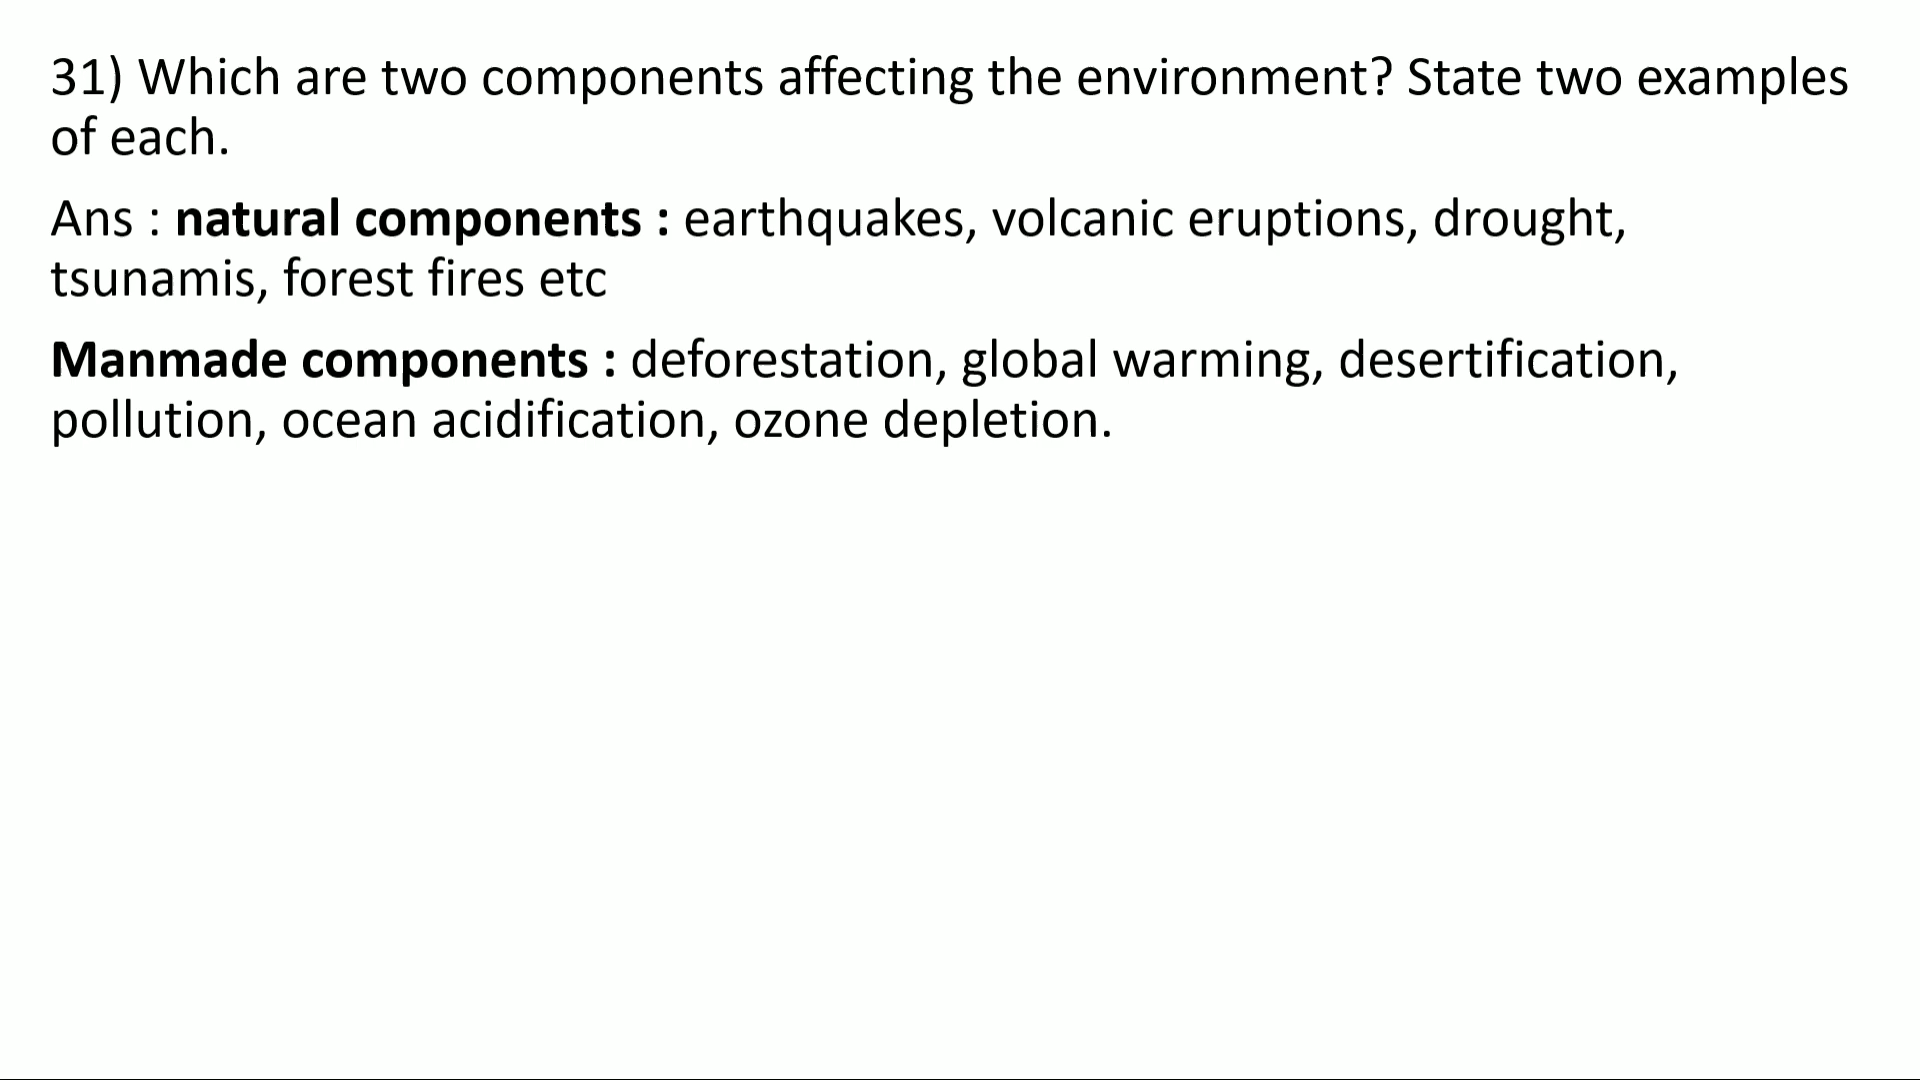 31) Which are two components affecting the environment? State two examples
of each.
Ans : natural components : earthquakes, volcanic eruptions, drought,
tsunamis, forest fires etc
Manmade components : deforestation, global warming, desertification,
pollution, ocean acidification, ozone depletion.